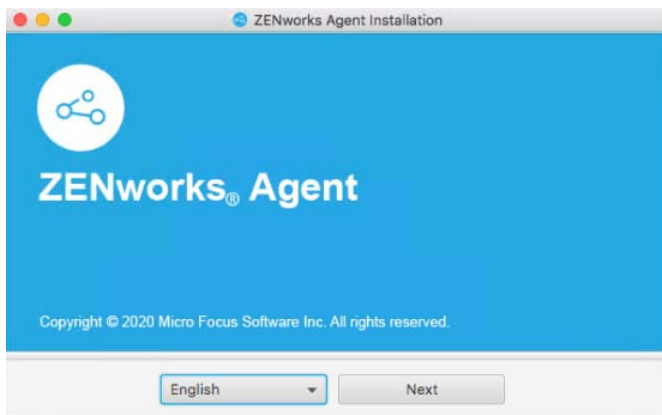 ZENworks Agent Installation
ZENworks® Agent
Copyright © 2020 Micro Focus Software Inc. All rights reserved.
English
Next